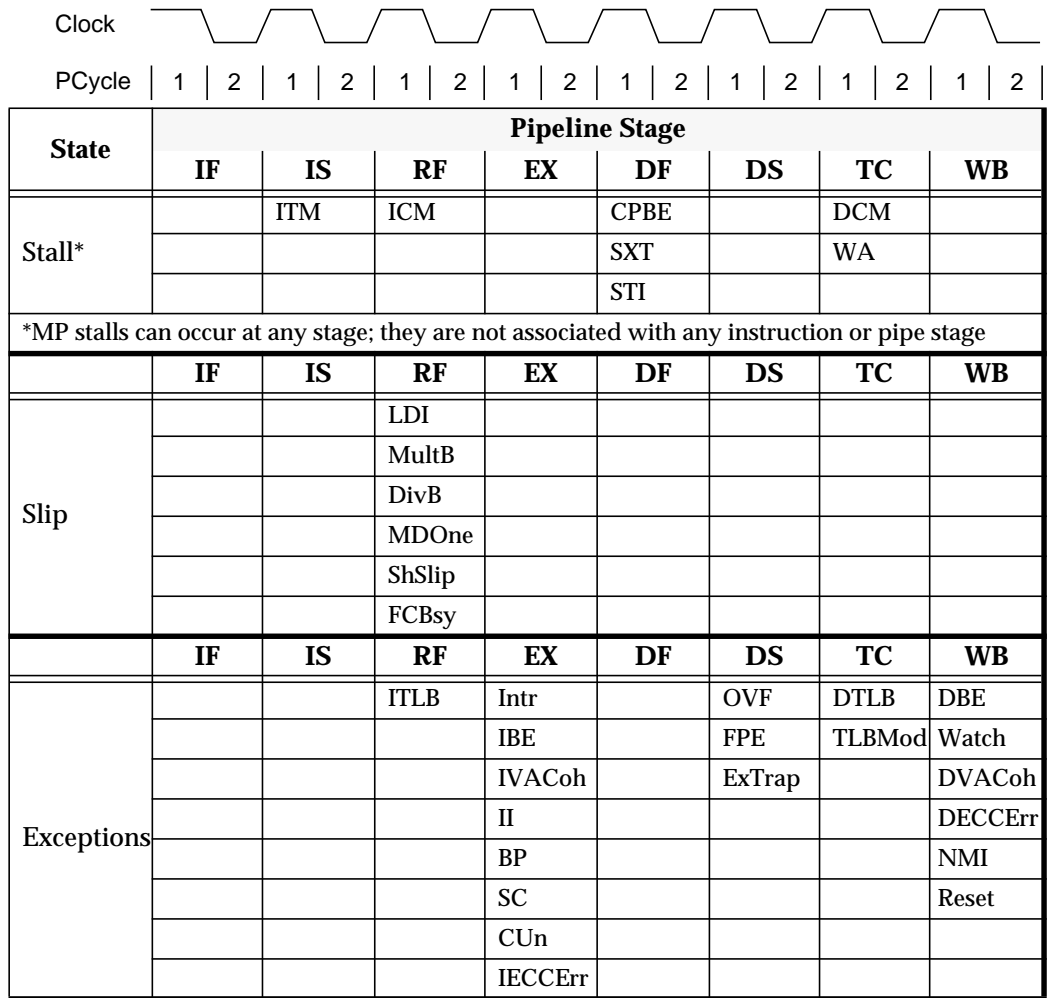 Clock
PCycle 1 2 1 2 1 2 1 2 1 2 1 2 1 2 1 2
State Pipeline Stage
IF IS RF EX DF DS TC WB
Stall* ITM ICM CPBE DCM
SXT WA
STI
*MP stalls can occur at any stage; they are not associated with any instruction or pipe stage
IF IS RF EX DF DS TC WB
Slip LDI
MultB
DivB
MDOne
ShSlip
FCBsy
IF IS RF EX DF DS TC WB
Exceptions ITLB Intr OVF DTLB DBE
IBE FPE TLBMod Watch
IVACoh ExTrap DVACoh
II DECCErr
BP NMI
SC Reset
CUn
IECCErr